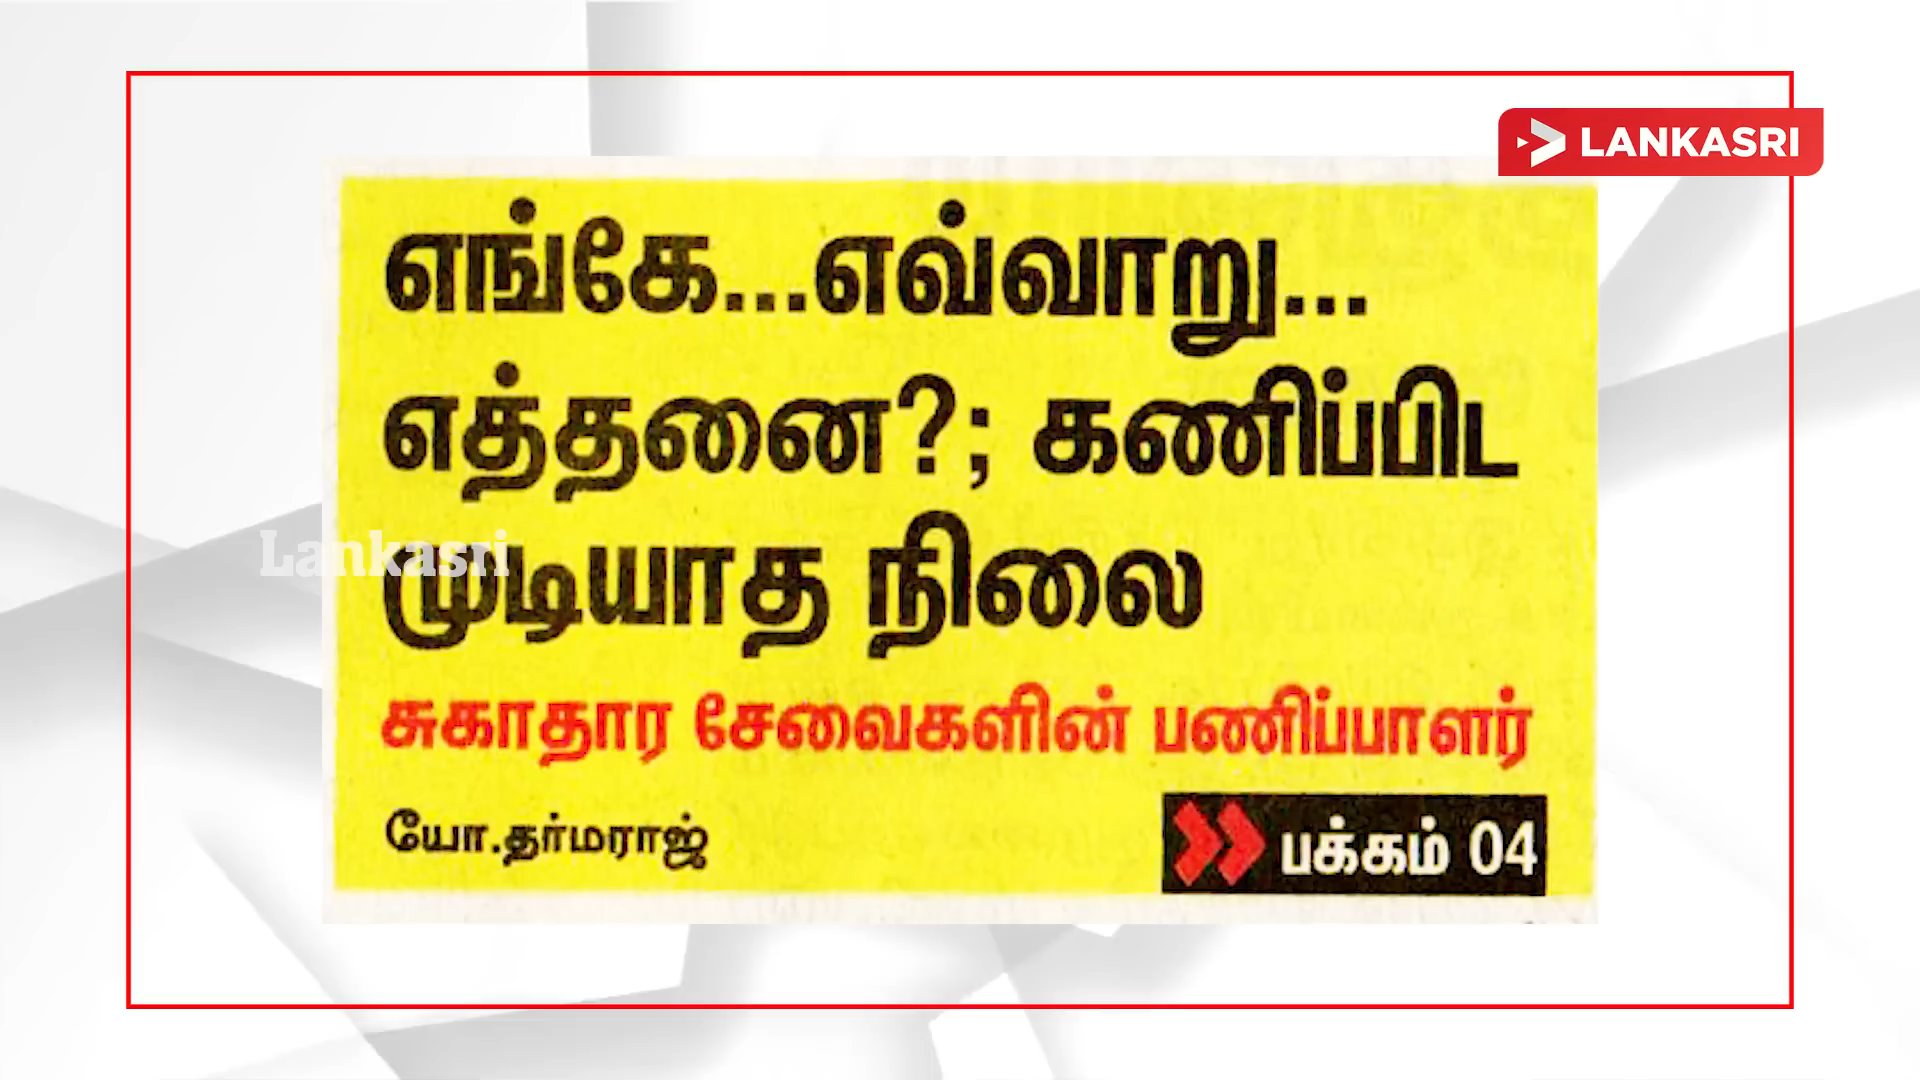 LANKASRI
எங்கே...எவ்வாறு...
எத்தனை?; கணிப்பிட
Lankasri
முடியாத நிலை
சுகாதார சேவைகளின் பணிப்பாளர்
யோ.தர்மராஜ்
பக்கம் 04